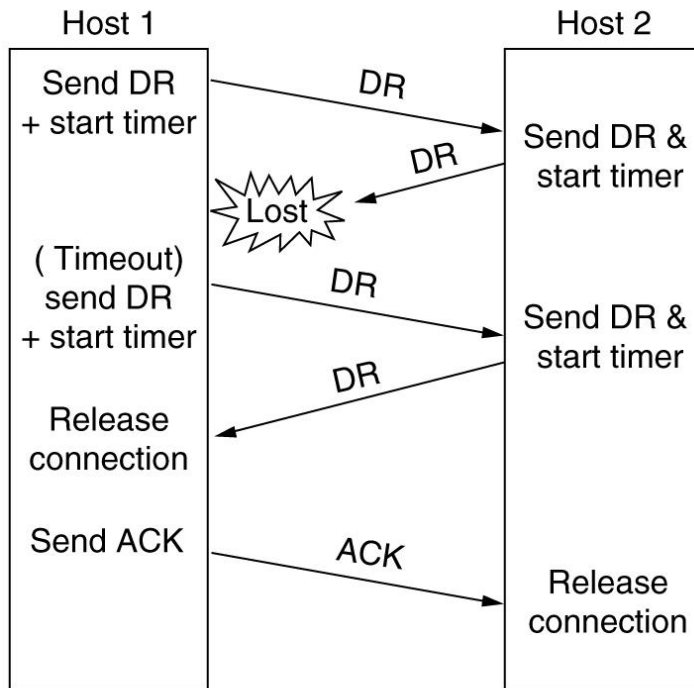 Host 1
Host 2
Send DR
+ start timer
DR
Send DR &
start timer
DR
Lost
( Timeout)
send DR
+ start timer
DR
Send DR &
start timer
DR
Release
connection
Send ACK
ACK
Release
connection